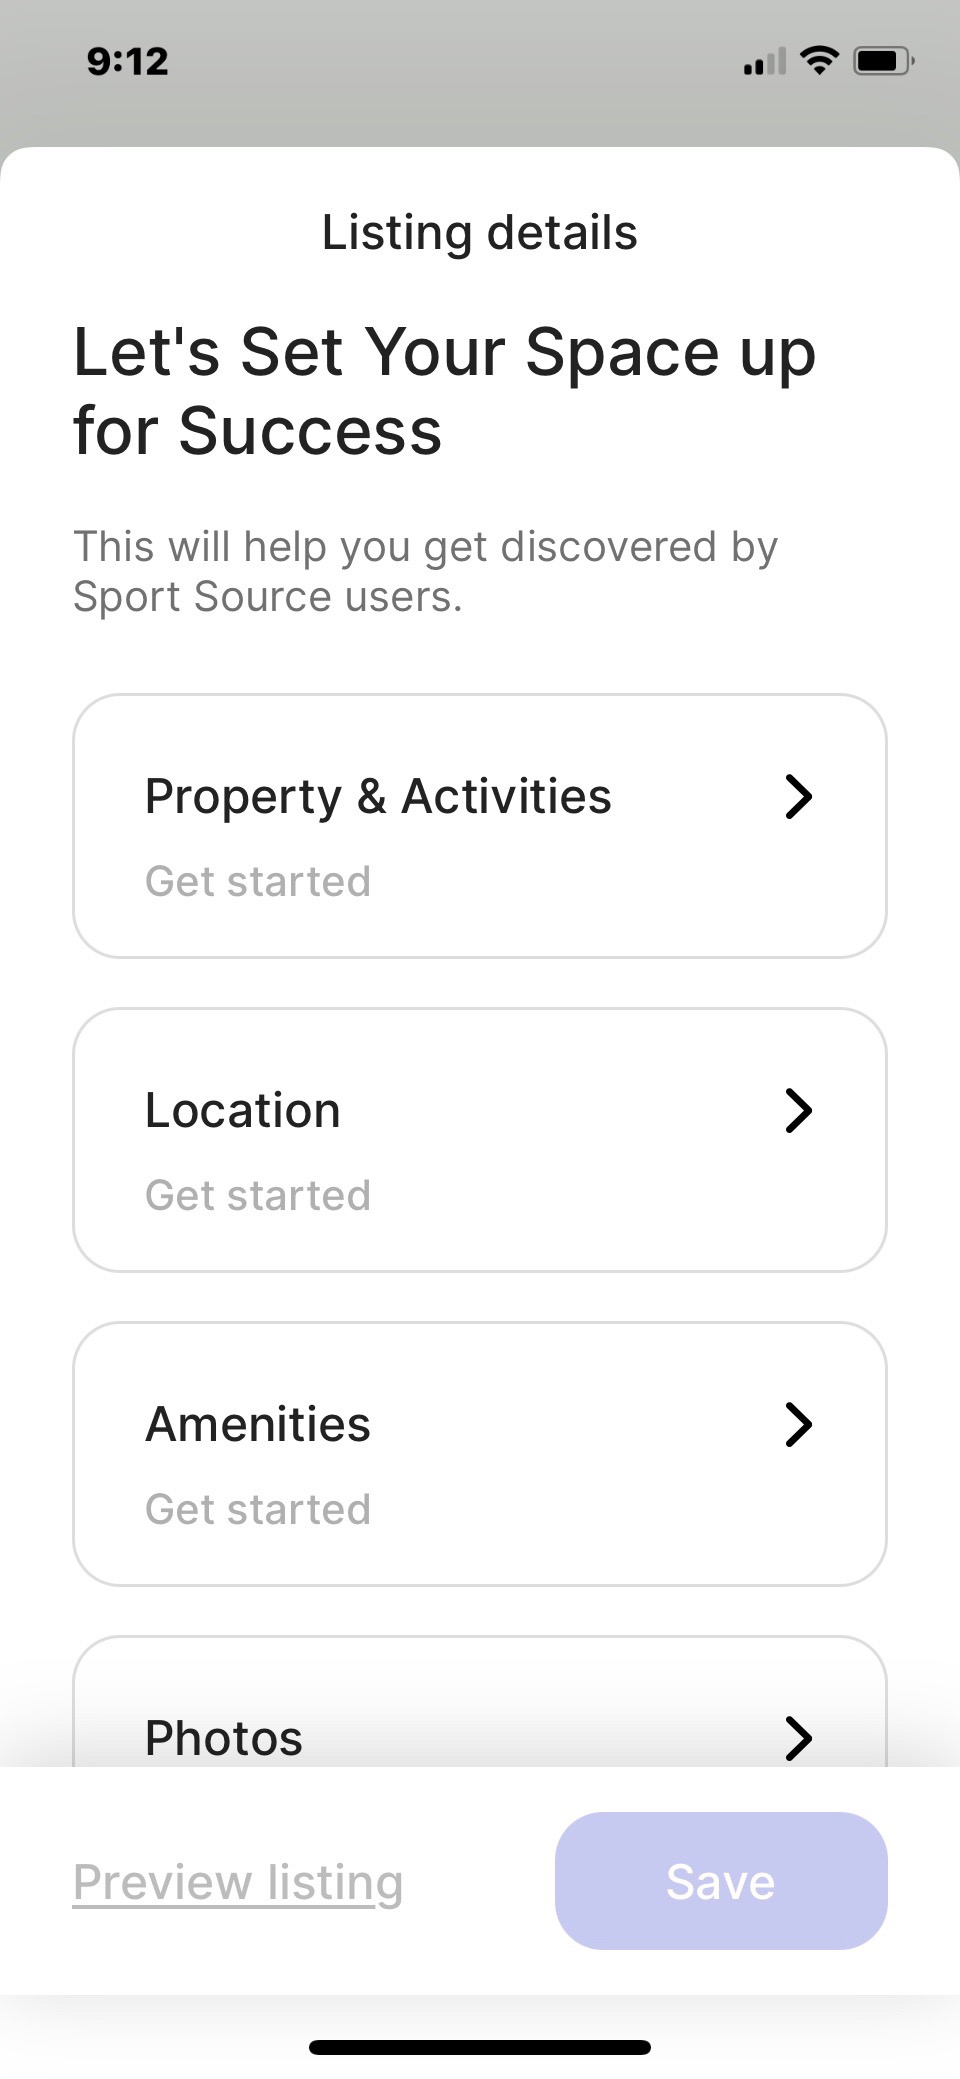 9:12
Listing details
Let's Set Your Space up
for Success
This will help you get discovered by
Sport Source users.
Property & Activities
Get started
Location
Get started
Amenities
Get started
Photos
Preview listing
Save